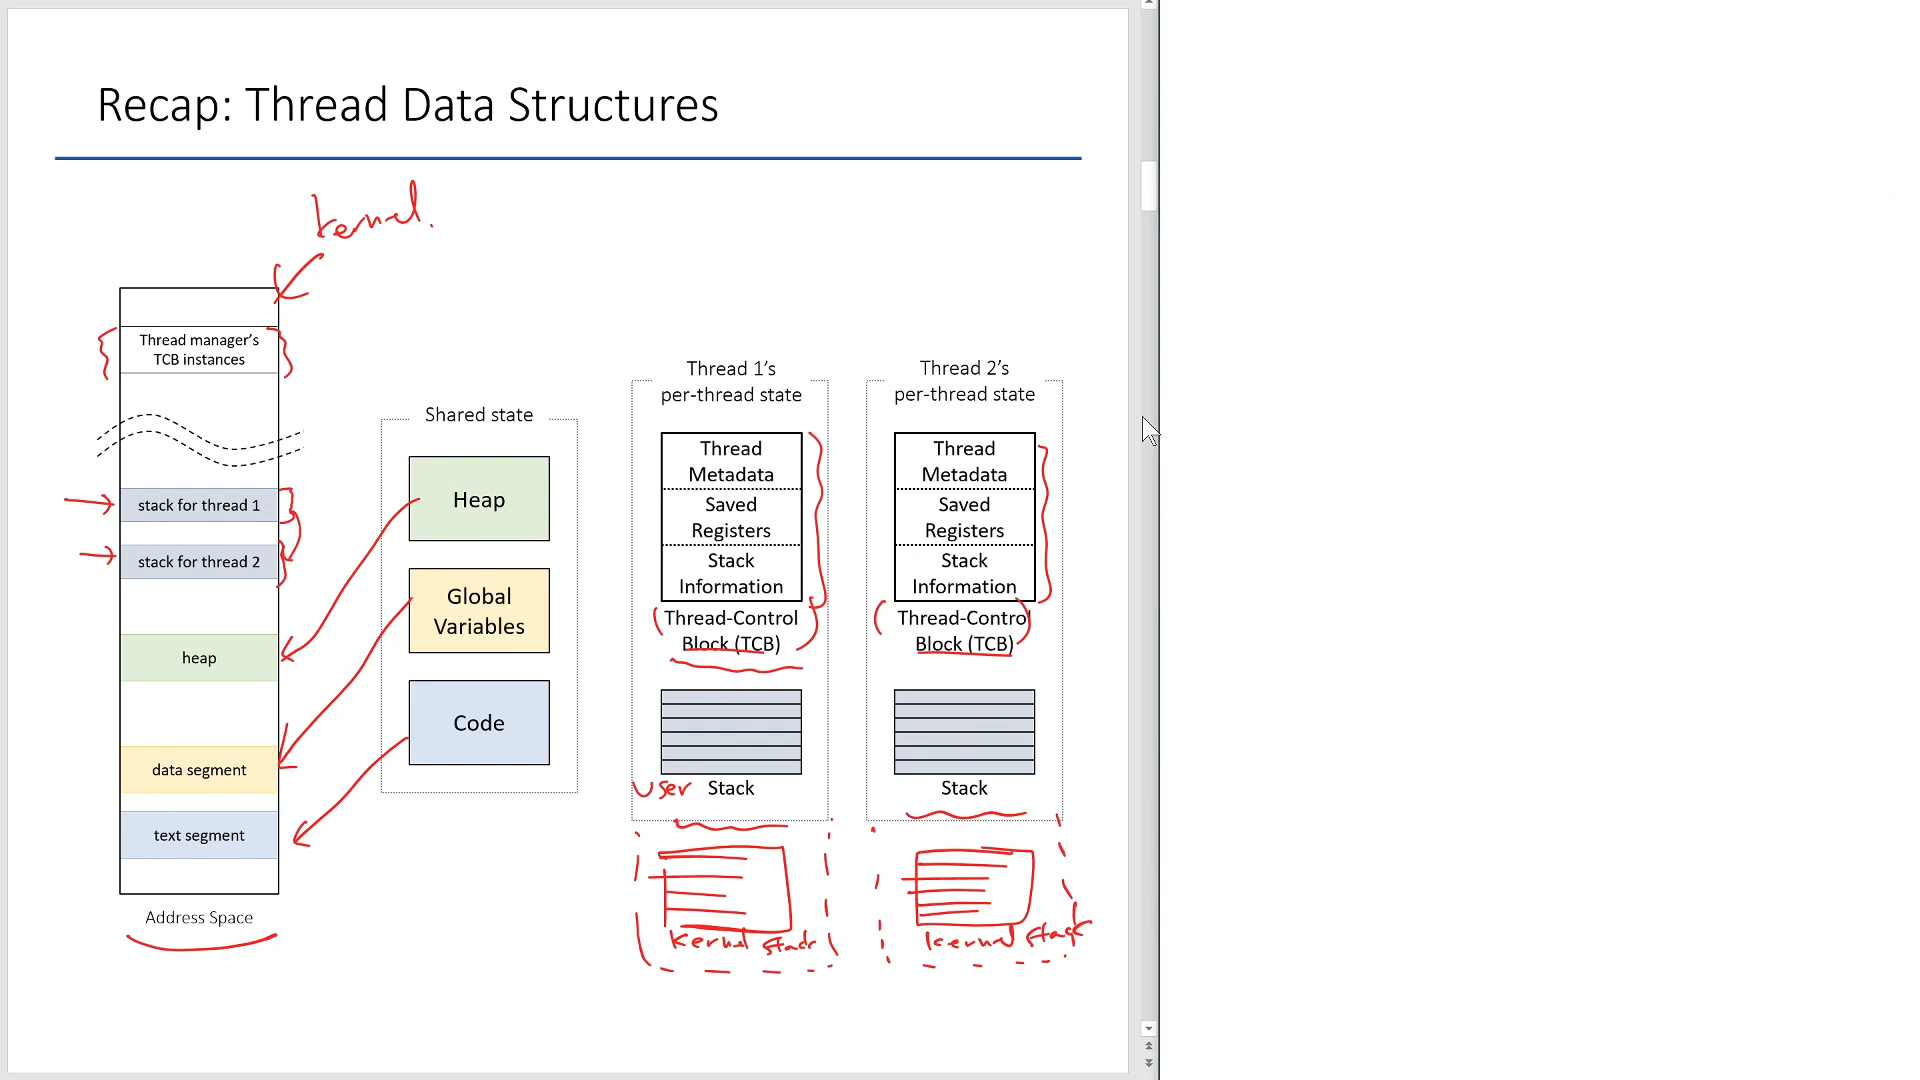 Recap: Thread Data Structures
kernel.
Thread manager's
TCB instances
stack for thread 1
stack for thread 2
heap
data segment
text segment
Address Space
Shared state
Heap
Global
Variables
Code
Thread 1's
per-thread state
Thread
Metadata
Saved
Registers
Stack
Information
Thread-Control
Block (TCB)
user Stack
kernel stack
Thread 2's
per-thread state
Thread
Metadata
Saved
Registers
Stack
Information
Thread-Control
Block (TCB)
Stack
kernel stack